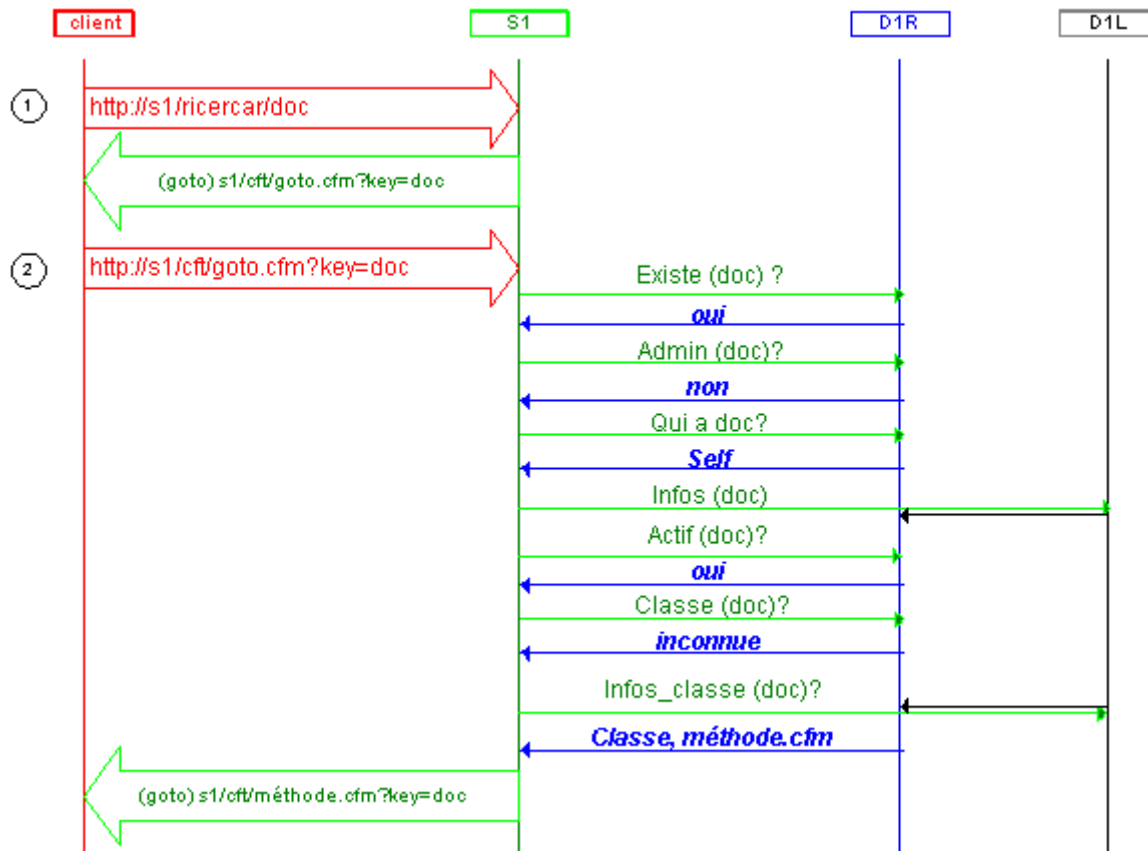 client
S1
D1R
D1L
1
http://s1/ricercar/doc
(goto) s1/cft/goto.cfm?key=doc
2
http://s1/cft/goto.cfm?key=doc
Existe (doc) ?
oui
Admin (doc)?
non
Qui a doc?
Self
Infos (doc)
Actif (doc)?
oui
Classe (doc)?
inconnue
Infos_classe (doc)?
Classe, méthode.cfm
(goto) s1/cft/méthode.cfm?key=doc